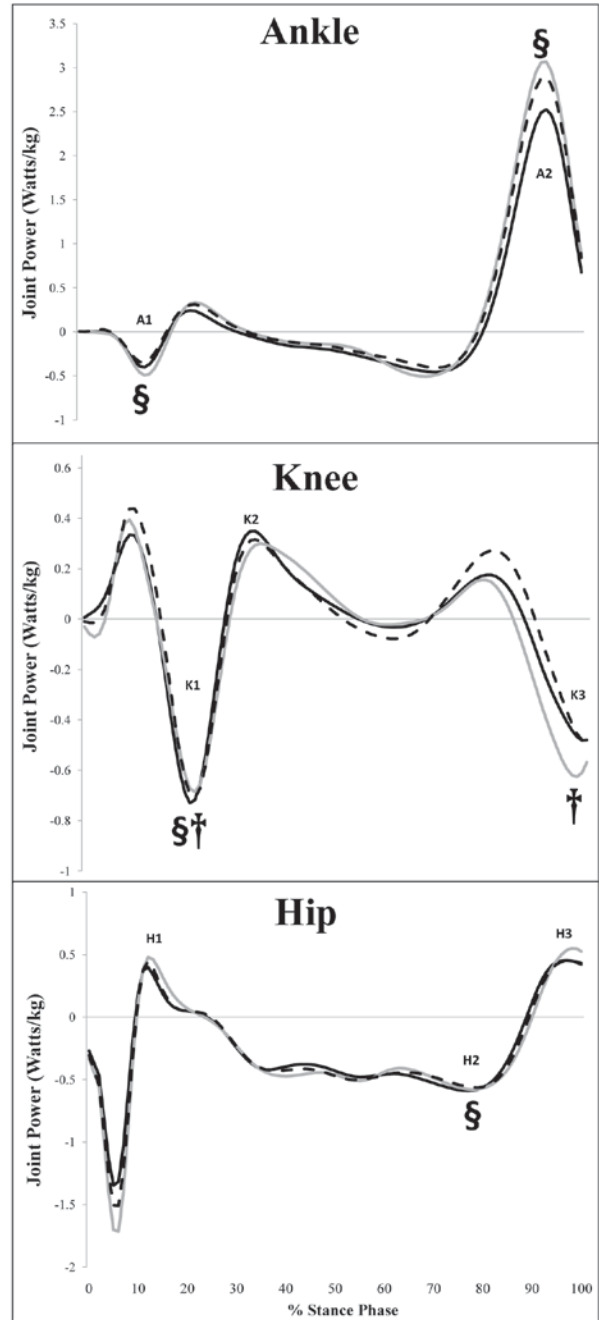 Ankle
Joint Power (Watts/kg)
3.5
3
2.5
2
1.5
1
0.5
0
-0.5
-1
A1
§
§
A2
Knee
Joint Power (Watts/kg)
0.6
0.4
0.2
0
-0.2
-0.4
-0.6
-0.8
-1
K1
§†
K2
K3
†
Hip
Joint Power (Watts/kg)
1
0.5
0
-0.5
-1
-1.5
-2
H1
H2
§
H3
0 10 20 30 40 50 60 70 80 90 100
% Stance Phase